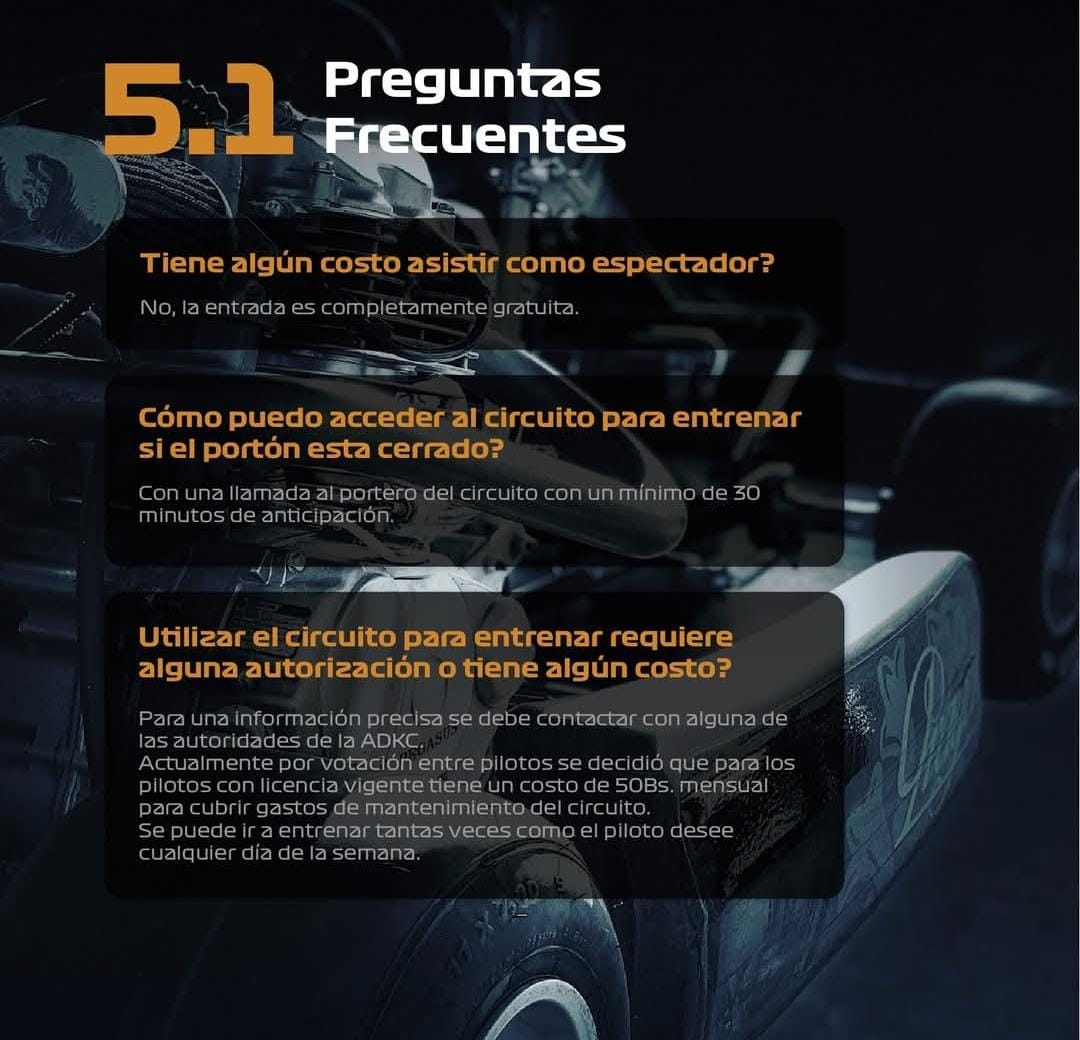 5.1 Preguntas
Frecuentes
Tiene algún costo asistir como espectador?
No, la entrada es completamente gratuita.
Cómo puedo acceder al circuito para entrenar
si el portón esta cerrado?
Con una llamada al portero del circuito con un mínimo de 30
minutos de anticipación.
Utilizar el circuito para entrenar requiere
alguna autorización o tiene algún costo?
Para una información precisa se debe contactar con alguna de
las autoridades de la ADKC.
Actualmente por votación entre pilotos se decidió que para los
pilotos con licencia vigente tiene un costo de 50Bs. mensual
para cubrir gastos de mantenimiento del circuito.
Se puede ir a entrenar tantas veces como el piloto desee
cualquier día de la semana.